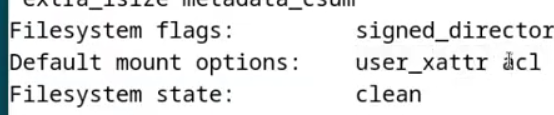 extra_isize metadata_csum
Filesystem flags: signed_director
Default mount options: user_xattr acl
Filesystem state: clean